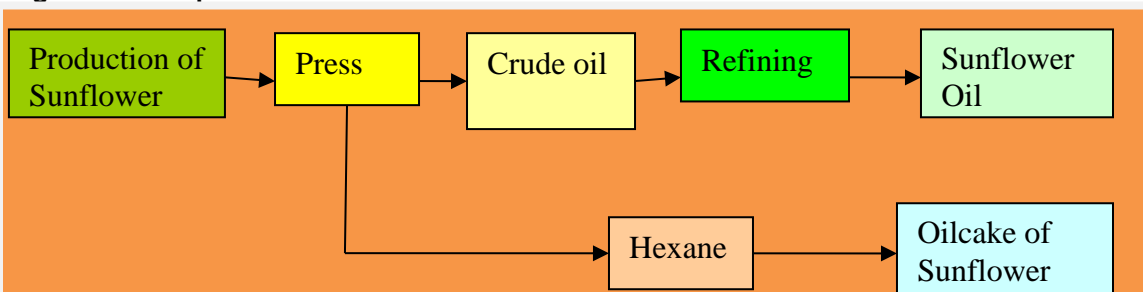 Production of
Sunflower
Press
Crude oil
Refining
Sunflower
Oil
Hexane
Oilcake of
Sunflower